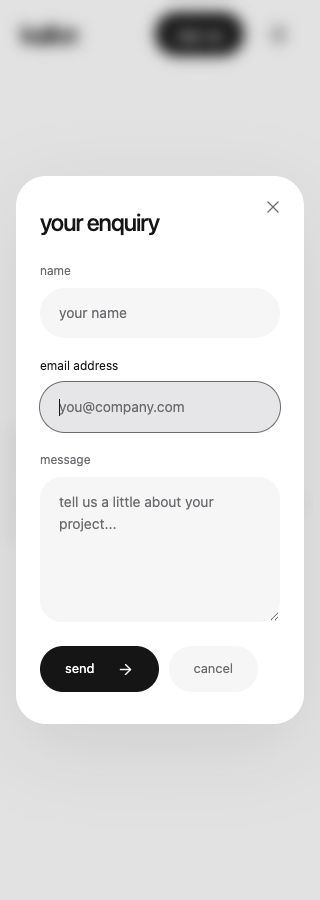 your enquiry
name
your name
email address
you@company.com
message
tell us a little about your
project...
send
cancel